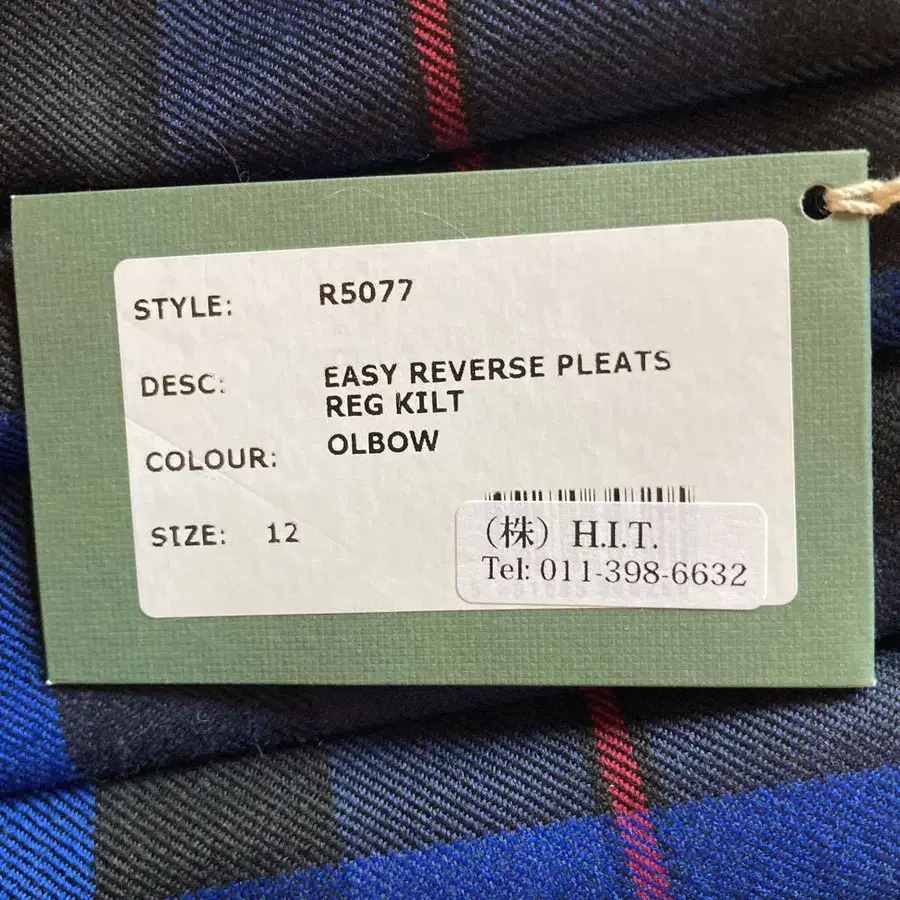 STYLE: R5077
DESC: EASY REVERSE PLEATS
REG KILT
COLOUR: OLBOW
SIZE: 12
（株）H.I.T.
Tel: 011-398-6632